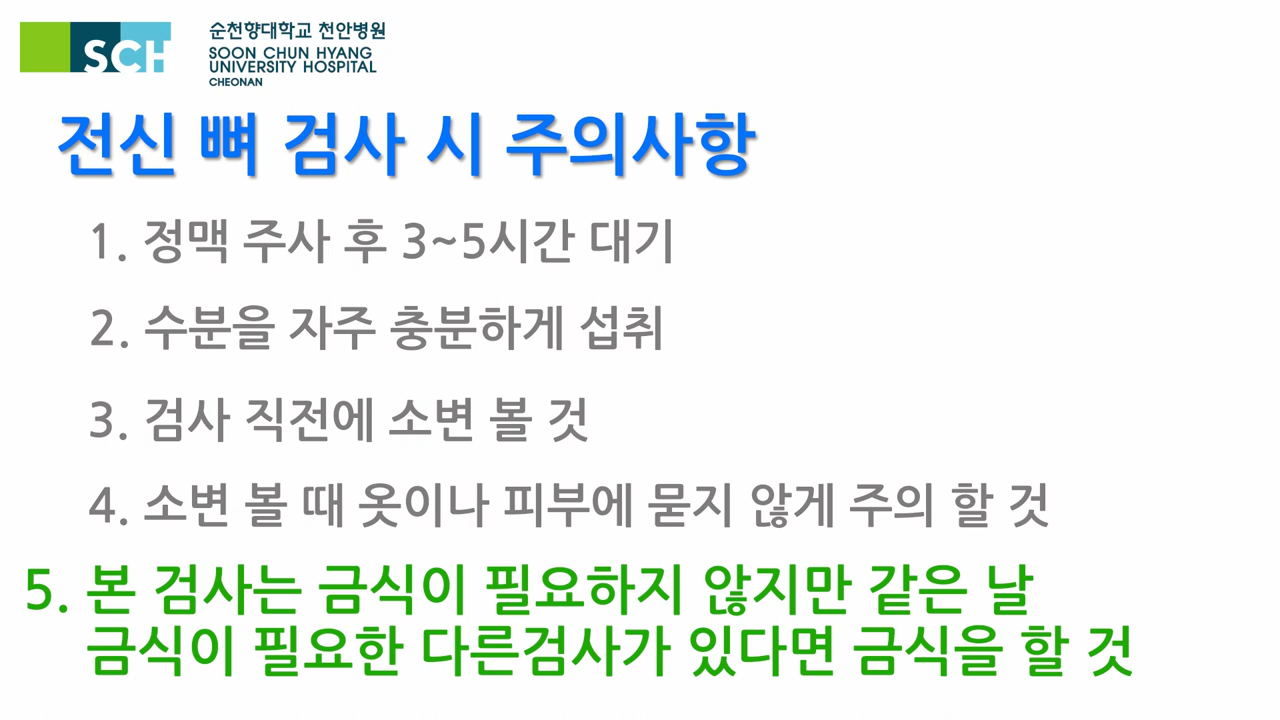 SCH
순천향대학교 천안병원
SOON CHUN HYANG
UNIVERSITY HOSPITAL
CHEONAN
전신 뼈 검사 시 주의사항
1. 정맥 주사 후 3~5시간 대기
2. 수분을 자주 충분하게 섭취
3. 검사 직전에 소변 볼 것
4. 소변 볼 때 옷이나 피부에 묻지 않게 주의 할 것
5. 본 검사는 금식이 필요하지 않지만 같은 날
금식이 필요한 다른검사가 있다면 금식을 할 것